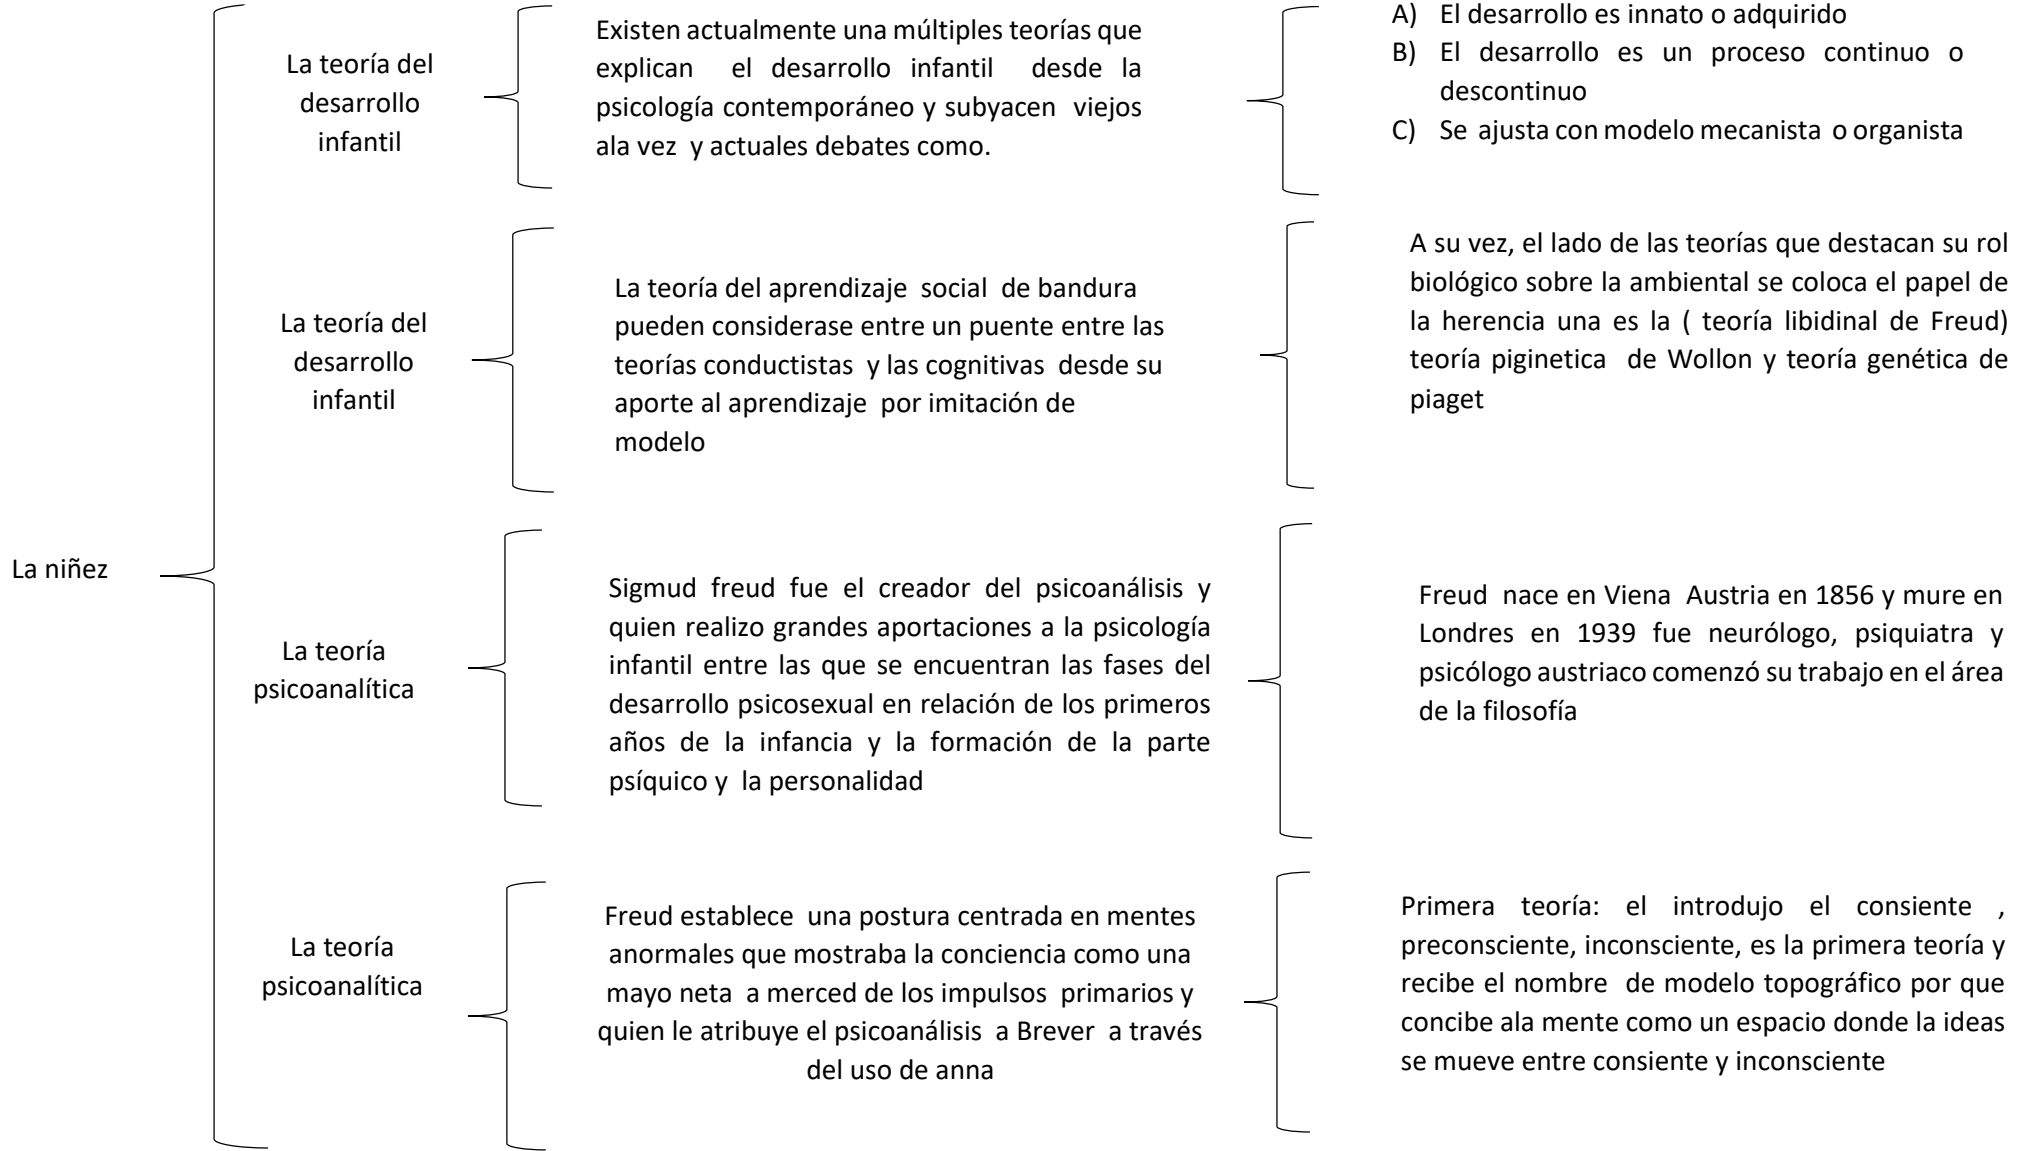 La niñez
La teoría del
desarrollo
infantil
Existen actualmente una múltiples teorías que
explican el desarrollo infantil desde la
psicología contemporáneo y subyacen viejos
ala vez y actuales debates como.
A) El desarrollo es innato o adquirido
B) El desarrollo es un proceso continuo o
descontinuo
C) Se ajusta con modelo mecanista o organista
La teoría del
desarrollo
infantil
La teoría del aprendizaje social de bandura
pueden considerase entre un puente entre las
teorías conductistas y las cognitivas desde su
aporte al aprendizaje por imitación de
modelo
A su vez, el lado de las teorías que destacan su rol
biológico sobre la ambiental se coloca el papel de
la herencia una es la ( teoría libidinal de Freud)
teoría piginetica de Wollon y teoría genética de
piaget
La teoría
psicoanalítica
Sigmud freud fue el creador del psicoanálisis y
quien realizo grandes aportaciones a la psicología
infantil entre las que se encuentran las fases del
desarrollo psicosexual en relación de los primeros
años de la infancia y la formación de la parte
psíquico y la personalidad
Freud nace en Viena Austria en 1856 y mure en
Londres en 1939 fue neurólogo, psiquiatra y
psicólogo austriaco comenzó su trabajo en el área
de la filosofía
La teoría
psicoanalítica
Freud establece una postura centrada en mentes
anormales que mostraba la conciencia como una
mayo neta a merced de los impulsos primarios y
quien le atribuye el psicoanálisis a Brever a través
del uso de anna
Primera teoría: el introdujo el consiente ,
preconsciente, inconsciente, es la primera teoría y
recibe el nombre de modelo topográfico por que
concibe ala mente como un espacio donde la ideas
se mueve entre consiente y inconsciente